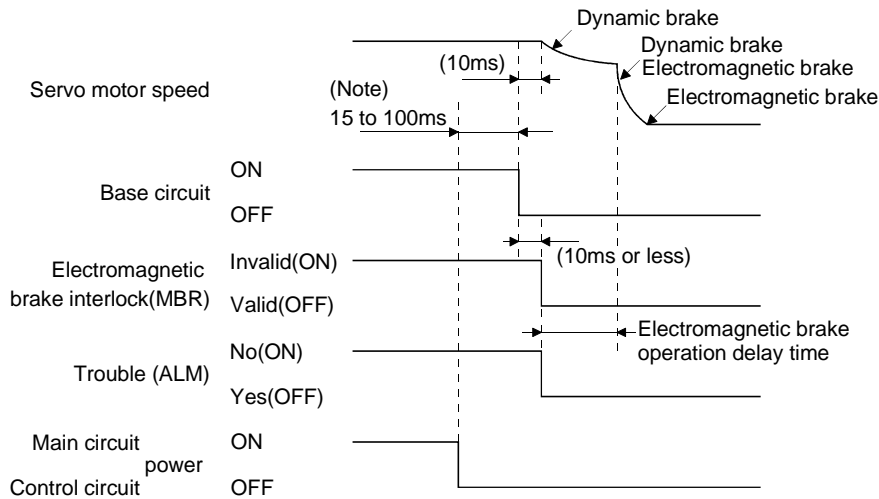 Dynamic brake
Dynamic brake
Electromagnetic brake
Electromagnetic brake
(10ms)
Servo motor speed
(Note)
15 to 100ms
Base circuit
ON
OFF
(10ms or less)
Electromagnetic
brake interlock(MBR)
Invalid(ON)
Valid(OFF)
Electromagnetic brake
operation delay time
Trouble (ALM)
No(ON)
Yes(OFF)
Main circuit
power
Control circuit
ON
OFF